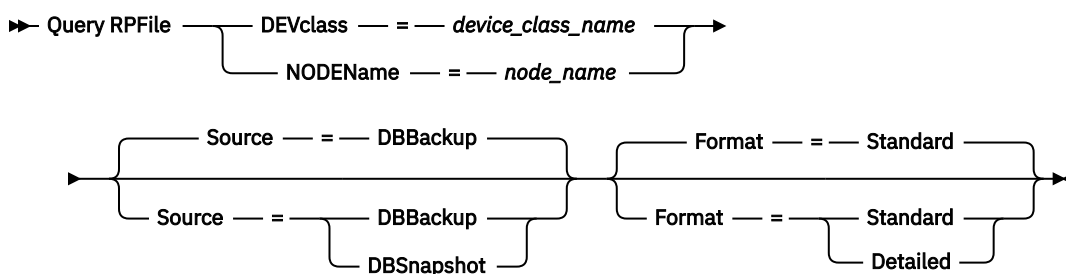 Query RPFile DEVclass = device_class_name
NODEName = node_name
Source = DBBackup Format = Standard
Source = DBBackup Format = Standard
DBSnapshot Detailed